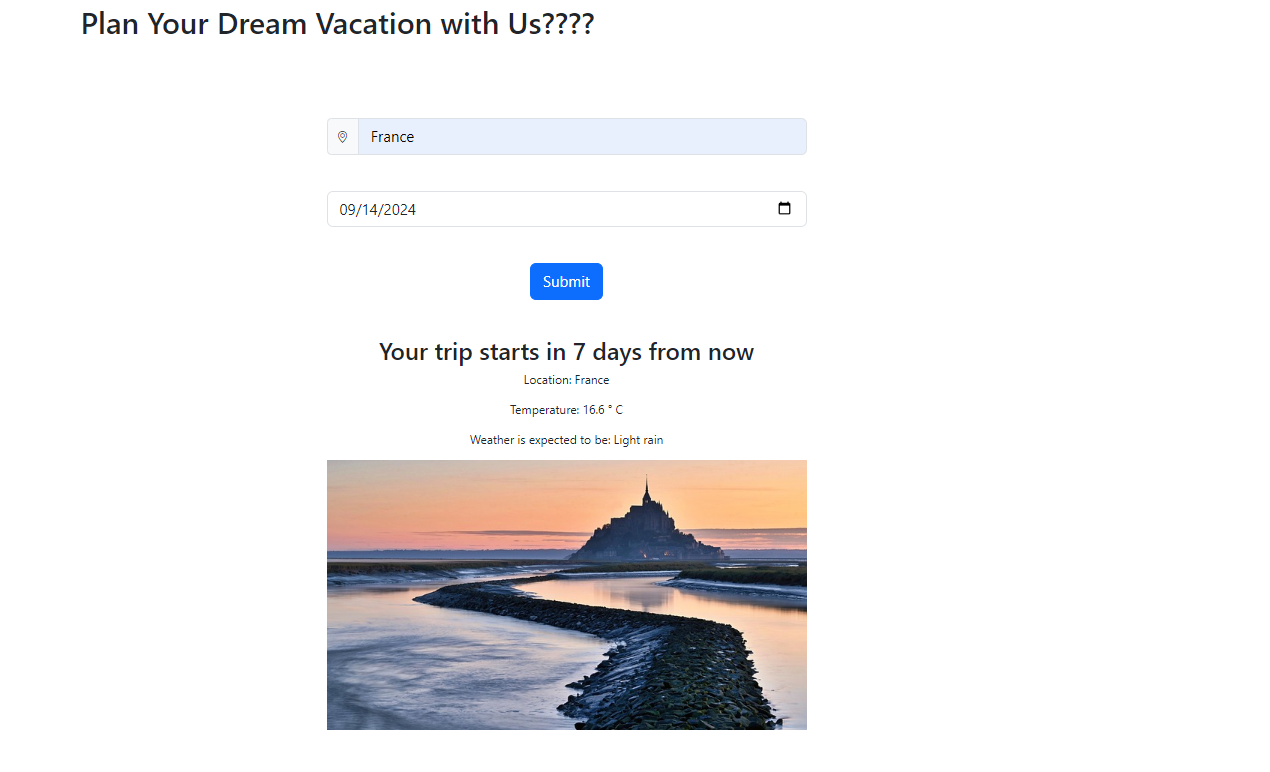 Plan Your Dream Vacation with Us????
France
09/14/2024
Submit
Your trip starts in 7 days from now
Location: France
Temperature: 16.6 ° C
Weather is expected to be: Light rain